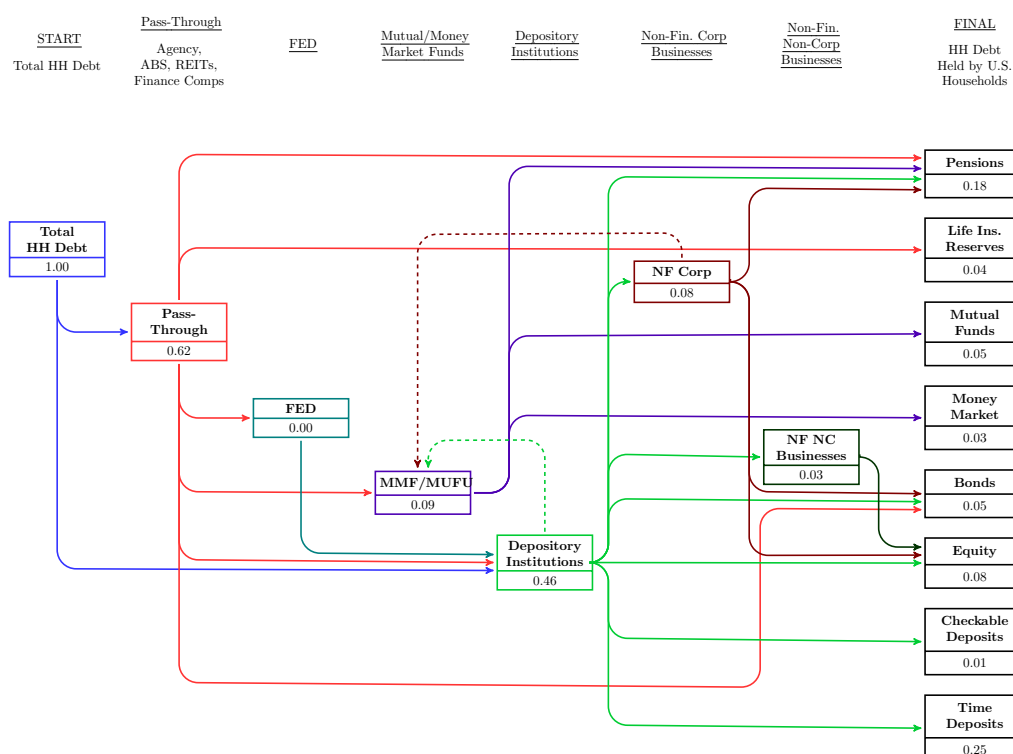 START
Total HH Debt
Pass-Through
Agency,
ABS, REITs,
Finance Comps
FED
Mutual/Money
Market Funds
Depository
Institutions
Non-Fin. Corp
Businesses
Non-Fin.
Non-Corp
Businesses
FINAL
HH Debt
Held by U.S.
Households
Total
HH Debt
1.00
Pass-
Through
0.62
FED
0.00
MMF/MUFU
0.09
Depository
Institutions
0.46
NF Corp
0.08
NF NC
Businesses
0.03
Pensions
0.18
Life Ins.
Reserves
0.04
Mutual
Funds
0.05
Money
Market
0.03
Bonds
0.05
Equity
0.08
Checkable
Deposits
0.01
Time
Deposits
0.25